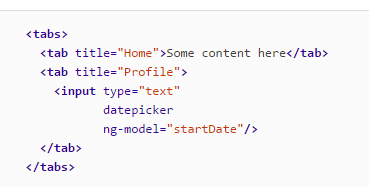 <tabs>
  <tab title="Home">Some content here</tab>
  <tab title="Profile">
    <input type="text"
           datepicker
           ng-model="startDate"/>
  </tab>
</tabs>